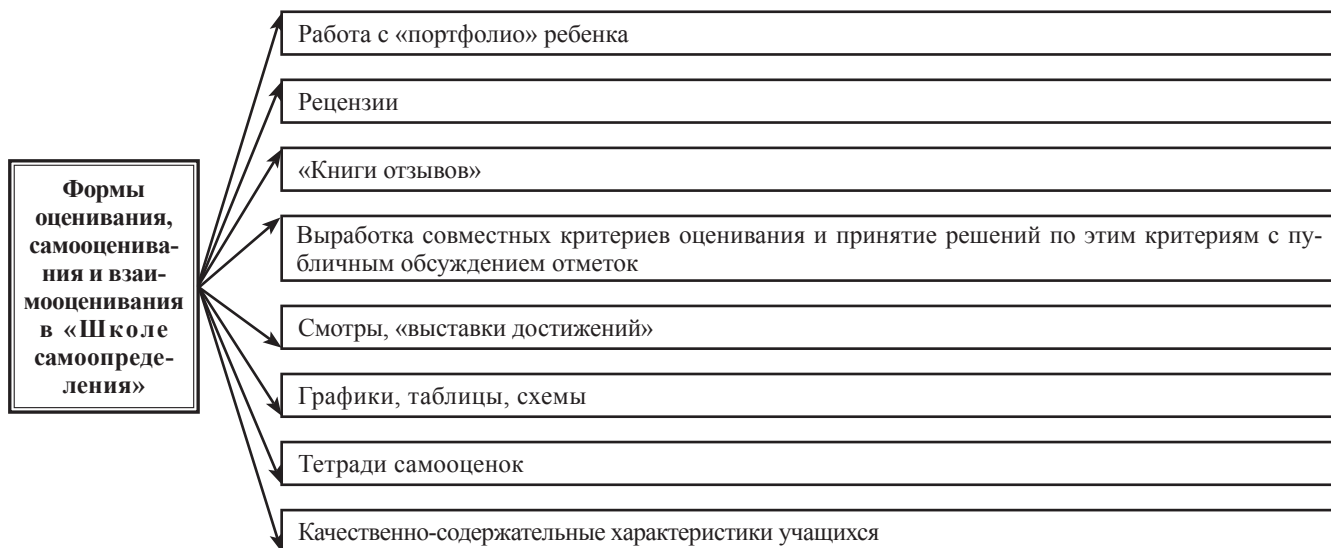 Работа с «портфолио» ребенка
Рецензии
«Книги отзывов»
Формы
оценивания,
самооценива-
ния и взаи-
мооценивания
в «Школе
самоопреде-
ления»
Выработка совместных критериев оценивания и принятие решений по этим критериям с пу-
бличным обсуждением отметок
Смотры, «выставки достижений»
Графики, таблицы, схемы
Тетради самооценок
Качественно-содержательные характеристики учащихся